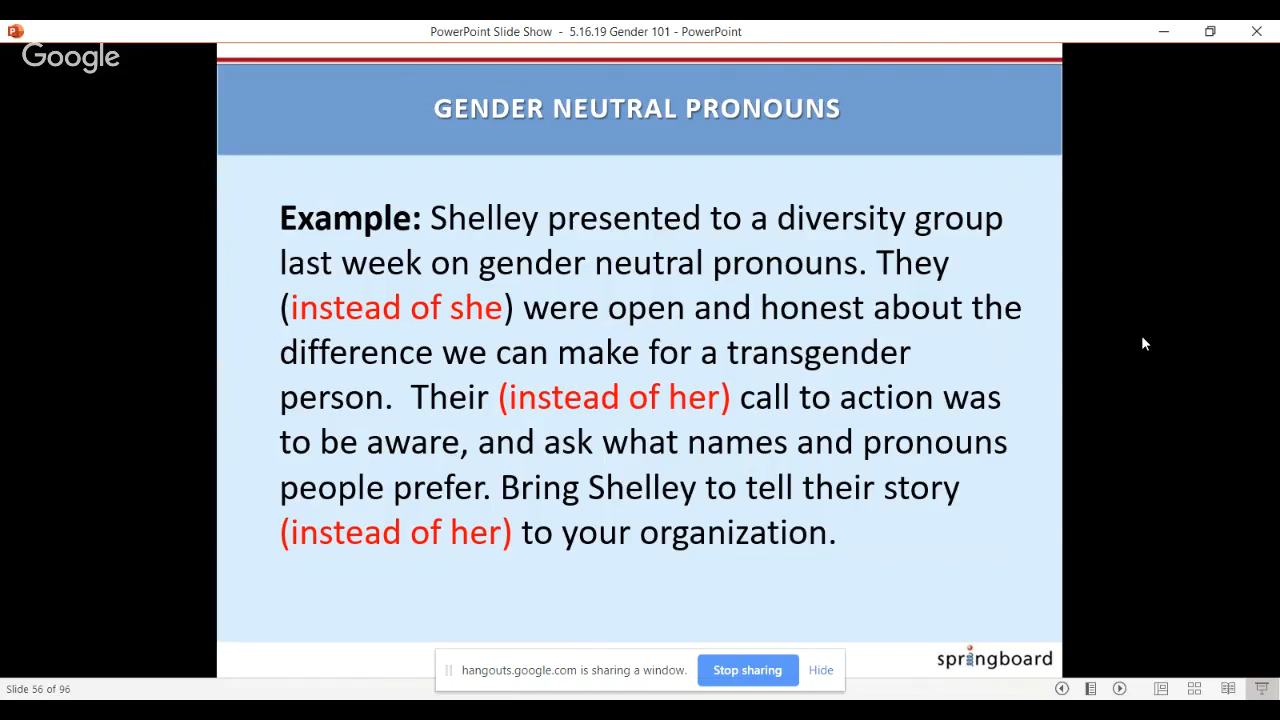 PowerPoint Slide Show - 5.16.19 Gender 101 - PowerPoint
Google
GENDER NEUTRAL PRONOUNS
Example: Shelley presented to a diversity group
last week on gender neutral pronouns. They
(instead of she) were open and honest about the
difference we can make for a transgender
person. Their (instead of her) call to action was
to be aware, and ask what names and pronouns
people prefer. Bring Shelley to tell their story
(instead of her) to your organization.
springboard
hangouts.google.com is sharing a window. Stop sharing Hide
Slide 56 of 96